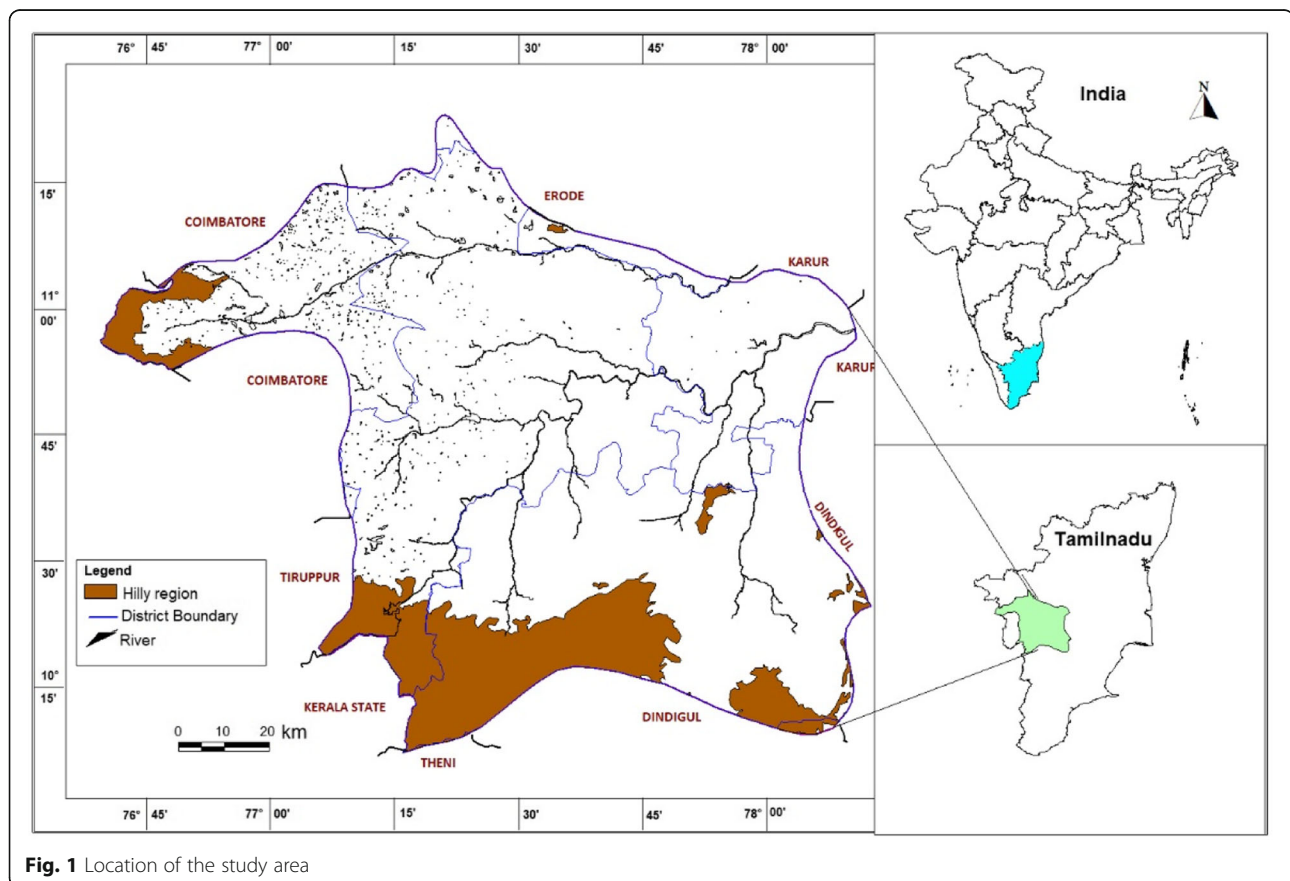 76° 45' 77° 00' 15' 30' 45' 78° 00'
India
N
15'
ERODE
COIMBATORE
KARUR
11°
00'
COIMBATORE
KARUR
45'
DINDIGUL
Tamilnadu
30'
TIRUPPUR
Legend
Hilly region
District Boundary
River
10°
15'
KERALA STATE
DINDIGUL
0 10 20 km
THENI
76° 45' 77° 00' 15' 30' 45' 78° 00'
Fig. 1 Location of the study area